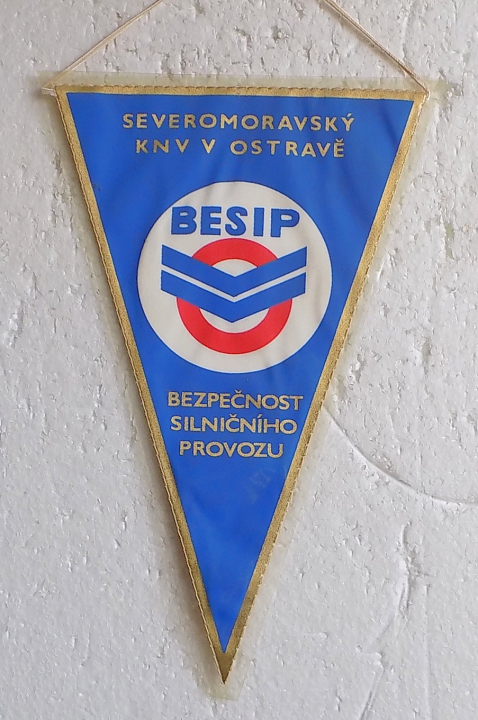 SEVEROMORAVSKÝ
KNV V OSTRAVĚ
BESIP
BEZPEČNOST
SILNIČNÍHO
PROVOZU